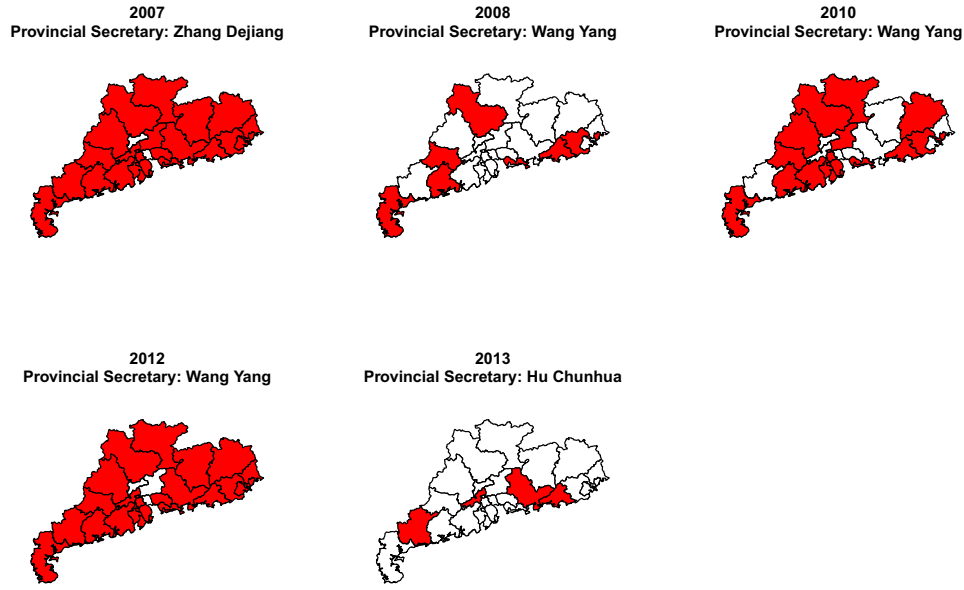 2007
Provincial Secretary: Zhang Dejiang
2008
Provincial Secretary: Wang Yang
2010
Provincial Secretary: Wang Yang
2012
Provincial Secretary: Wang Yang
2013
Provincial Secretary: Hu Chunhua